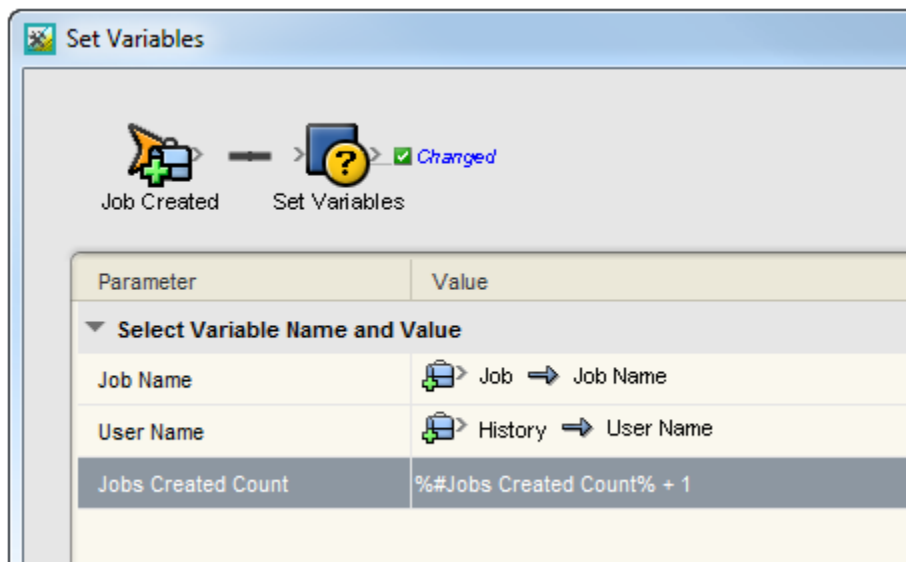 Set Variables
Changed
Job Created Set Variables
Parameter Value
Select Variable Name and Value
Job Name Job Job Name
User Name History User Name
Jobs Created Count %#Jobs Created Count% + 1